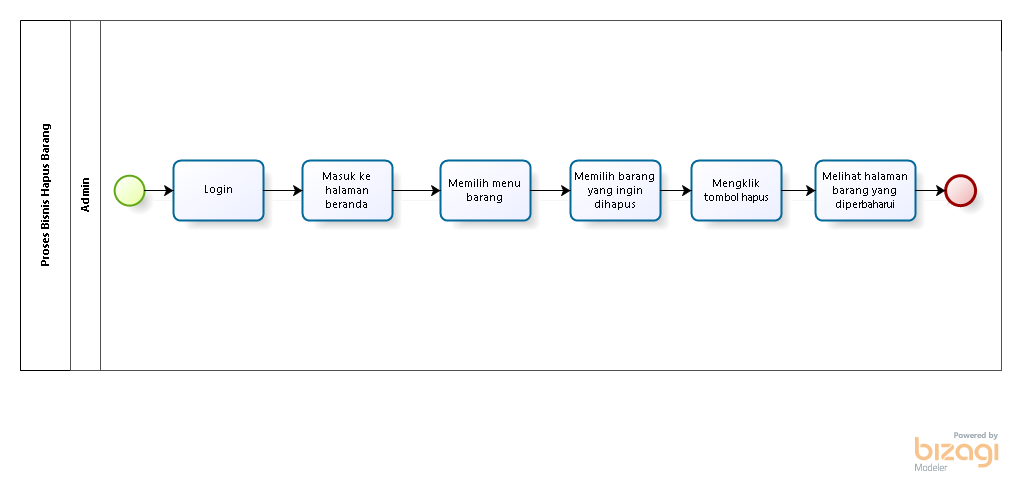 Proses Bisnis Hapus Barang
Admin
Login
Masuk ke
halaman
beranda
Memilih menu
barang
Memilih barang
yang ingin
dihapus
Mengklik
tombol hapus
Melihat halaman
barang yang
diperbaharui
Powered by
bizagi
Modeler